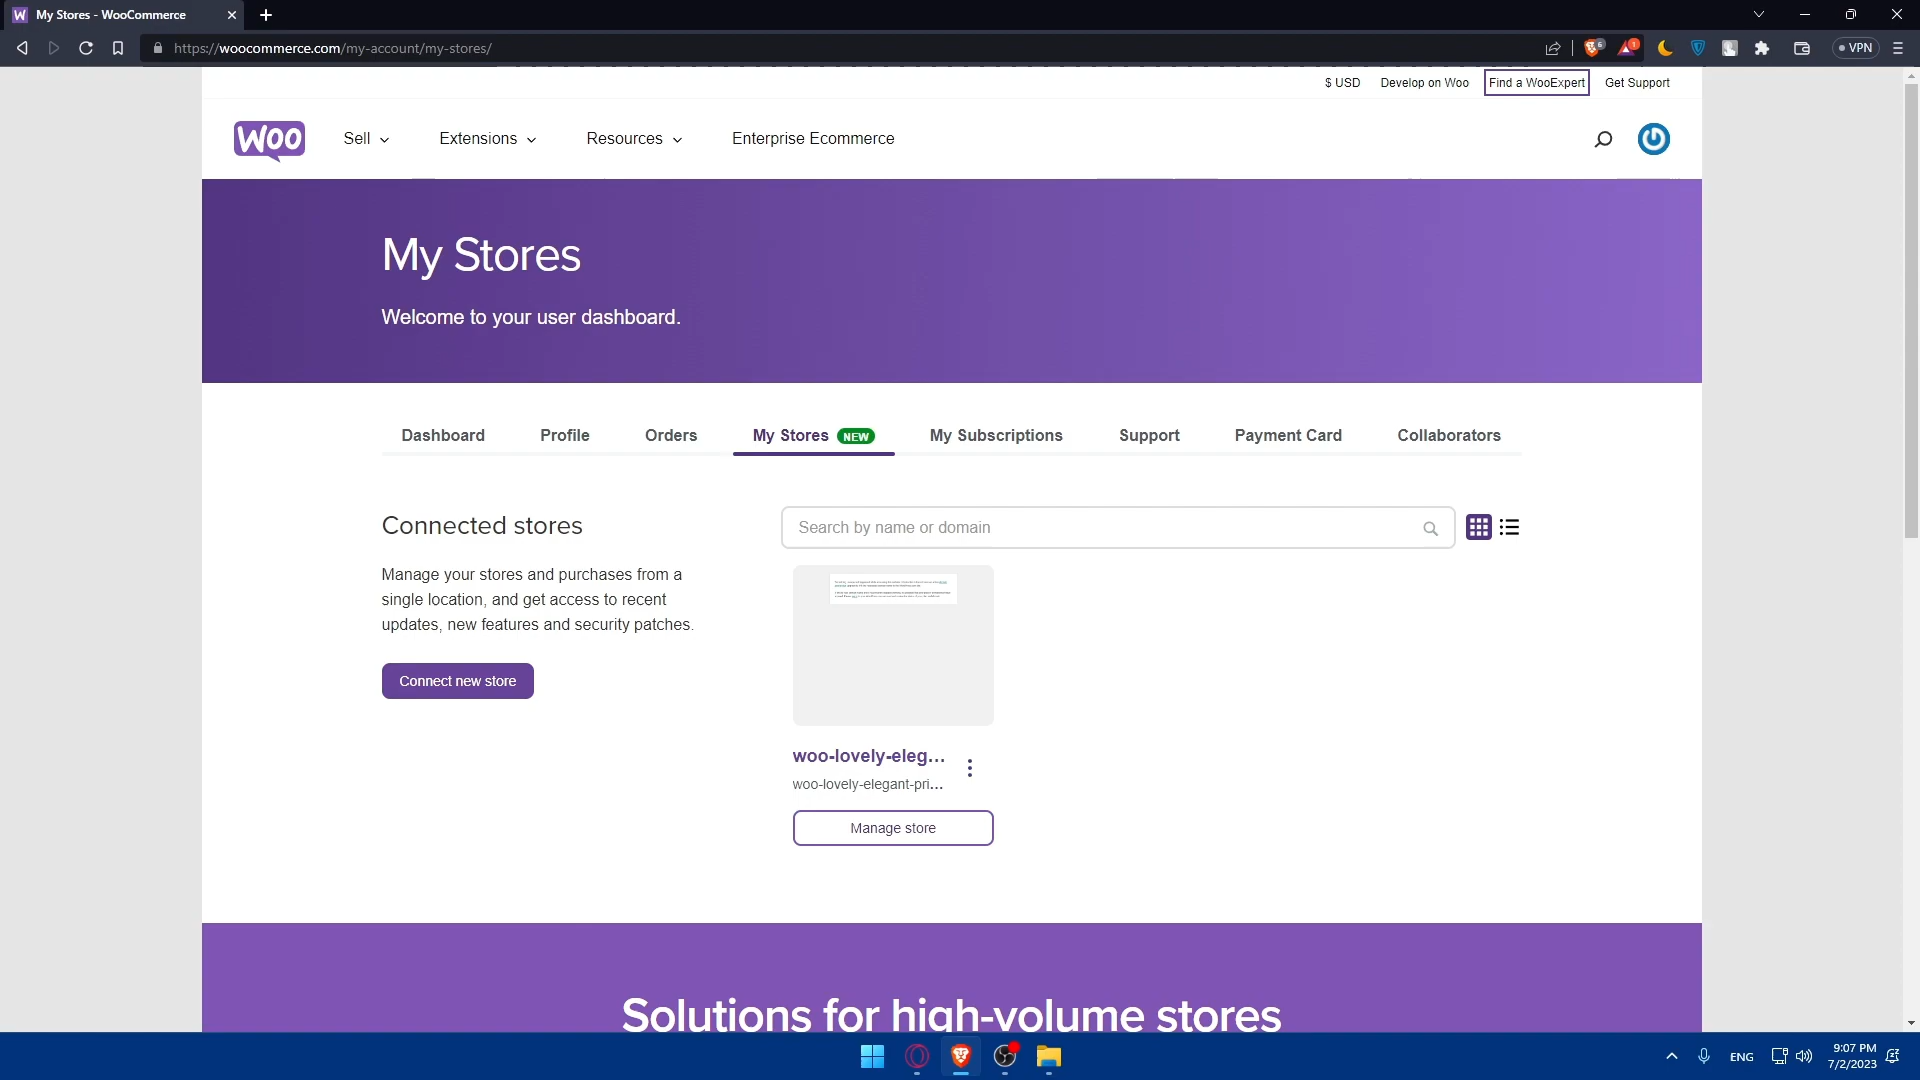 My Stores - WooCommerce
https://woocommerce.com/my-account/my-stores/
6
1
VPN
$ USD
Develop on Woo
Find a WooExpert
Get Support
WOO
Sell
Extensions
Resources
Enterprise Ecommerce
My Stores
Welcome to your user dashboard.
Dashboard
Profile
Orders
My Stores NEW
My Subscriptions
Support
Payment Card
Collaborators
Connected stores
Manage your stores and purchases from a
single location, and get access to recent
updates, new features and security patches.
Connect new store
Search by name or domain
woo-lovely-eleg...
woo-lovely-elegant-pri...
Manage store
Solutions for high-volume stores
ENG
9:07 PM
7/2/2023